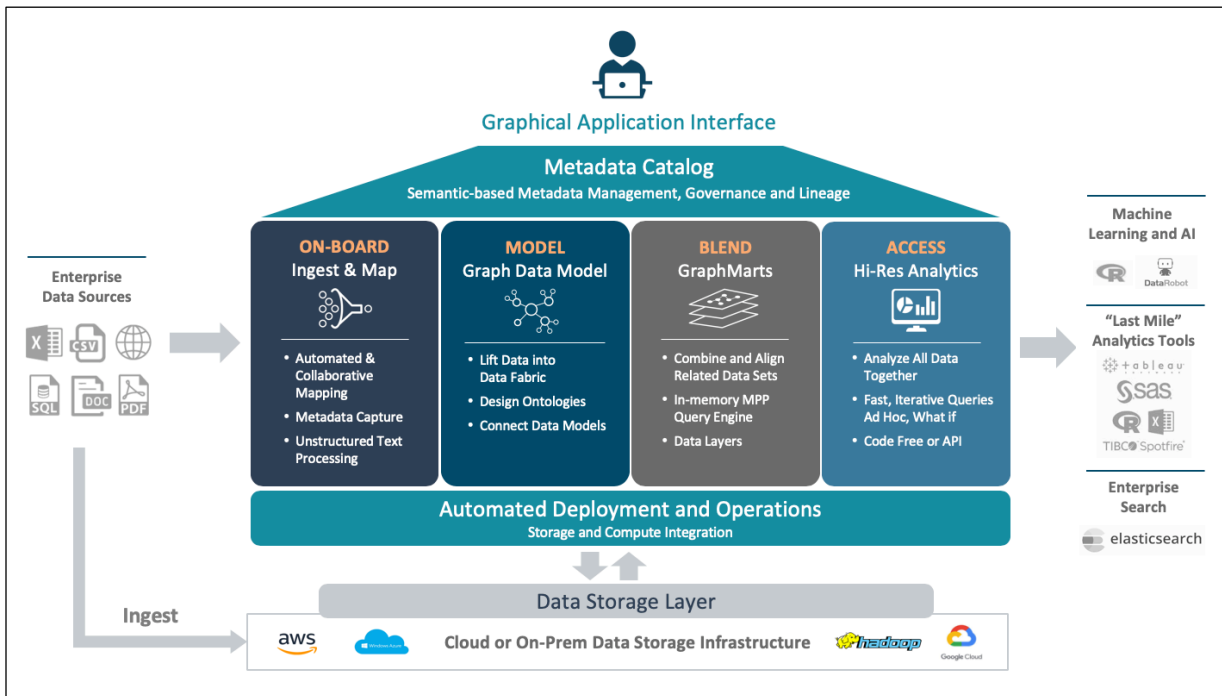 Graphical Application Interface
Metadata Catalog
Semantic-based Metadata Management, Governance and Lineage
Enterprise
Data Sources
X
CSV
SQL
DOC
PDF
Ingest
ON-BOARD
Ingest & Map
• Automated &
Collaborative
Mapping
• Metadata Capture
• Unstructured Text
Processing
MODEL
Graph Data Model
• Lift Data into
Data Fabric
• Design Ontologies
• Connect Data Models
BLEND
GraphMarts
• Combine and Align
Related Data Sets
• In-memory MPP
Query Engine
• Data Layers
ACCESS
Hi-Res Analytics
• Analyze All Data
Together
• Fast, Iterative Queries
Ad Hoc, What if
• Code Free or API
Automated Deployment and Operations
Storage and Compute Integration
Data Storage Layer
aws
Windows Azure
Cloud or On-Prem Data Storage Infrastructure
hadoop
Google Cloud
Machine
Learning and AI
R
DataRobot
“Last Mile”
Analytics Tools
+ a b l e a u
sas
R X
TIBCO Spotfire®
Enterprise
Search
elasticsearch